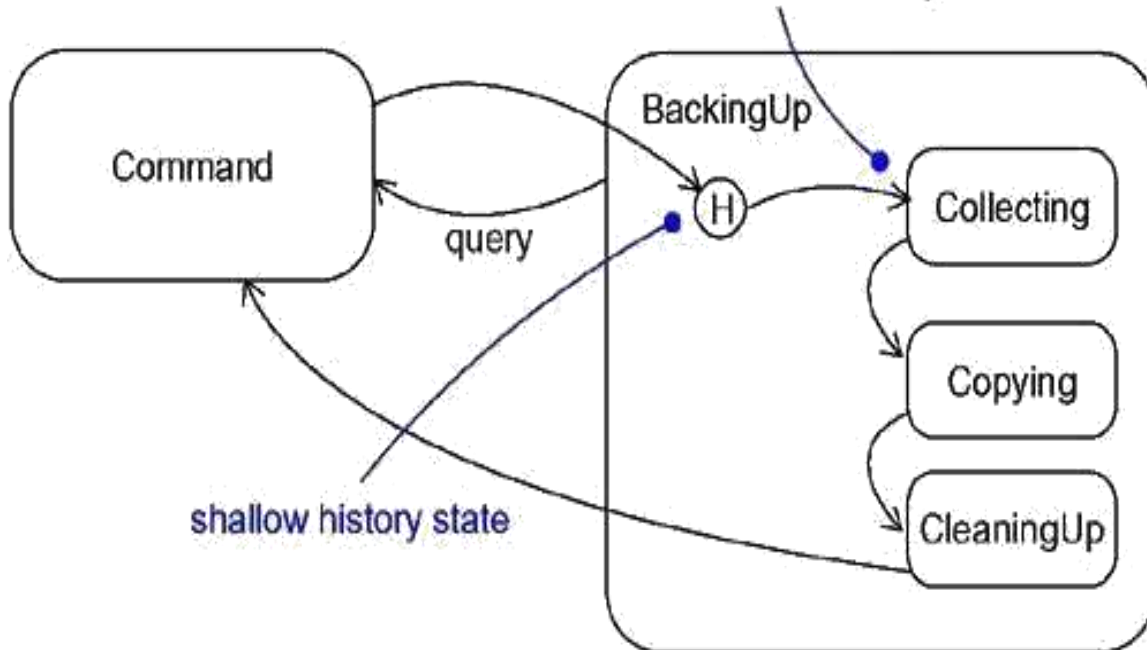 BackingUp
Command
H
Collecting
query
Copying
shallow history state
CleaningUp